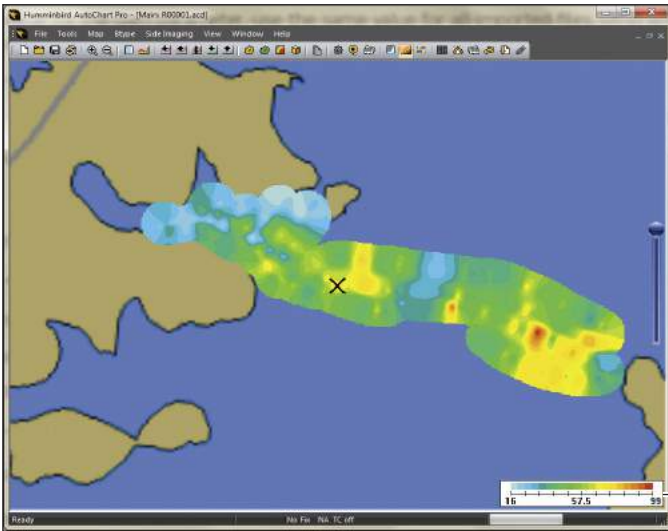 Humminbird AutoChart Pro - [Mairs R00001.acd]
File Tools Map Btype Side Imaging View Window Help
16 57.5 99
Ready No Fix NA TC off